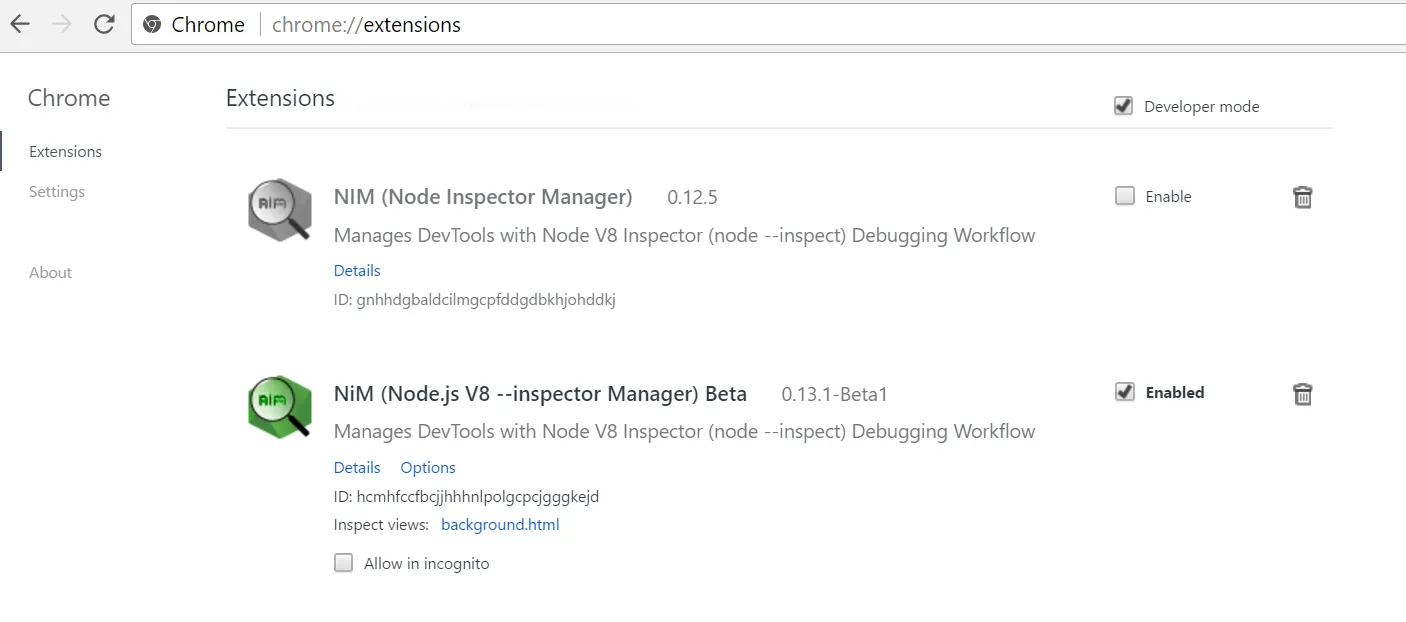 Chrome chrome://extensions
Chrome
Extensions
Settings
About
Extensions
Developer mode
NIM
NIM (Node Inspector Manager) 0.12.5
Enable
Manages DevTools with Node V8 Inspector (node --inspect) Debugging Workflow
Details
ID: gnhhdgbaldcilmgcpfddgdbkhjohddkj
NIM
NiM (Node.js V8 --inspector Manager) Beta 0.13.1-Beta1
Enabled
Manages DevTools with Node V8 Inspector (node --inspect) Debugging Workflow
Details Options
ID: hcmhfccfbcjjhhhnlpolgcpcjgggkejd
Inspect views: background.html
Allow in incognito